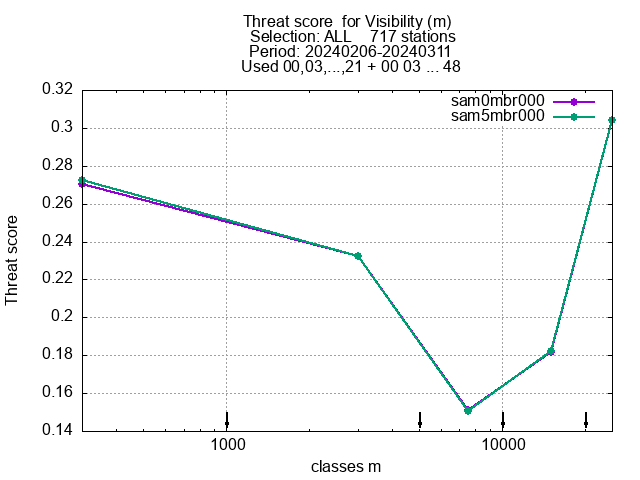 Threat score  for Visibility (m)
Selection: ALL    717 stations
Period: 20240206-20240311
Used 00,03,...,21 + 00 03 ... 48
sam0mbr000
sam5mbr000
0.32
0.3
0.28
0.26
0.24
0.22
0.2
0.18
0.16
0.14
Threat score
1000
10000
classes m